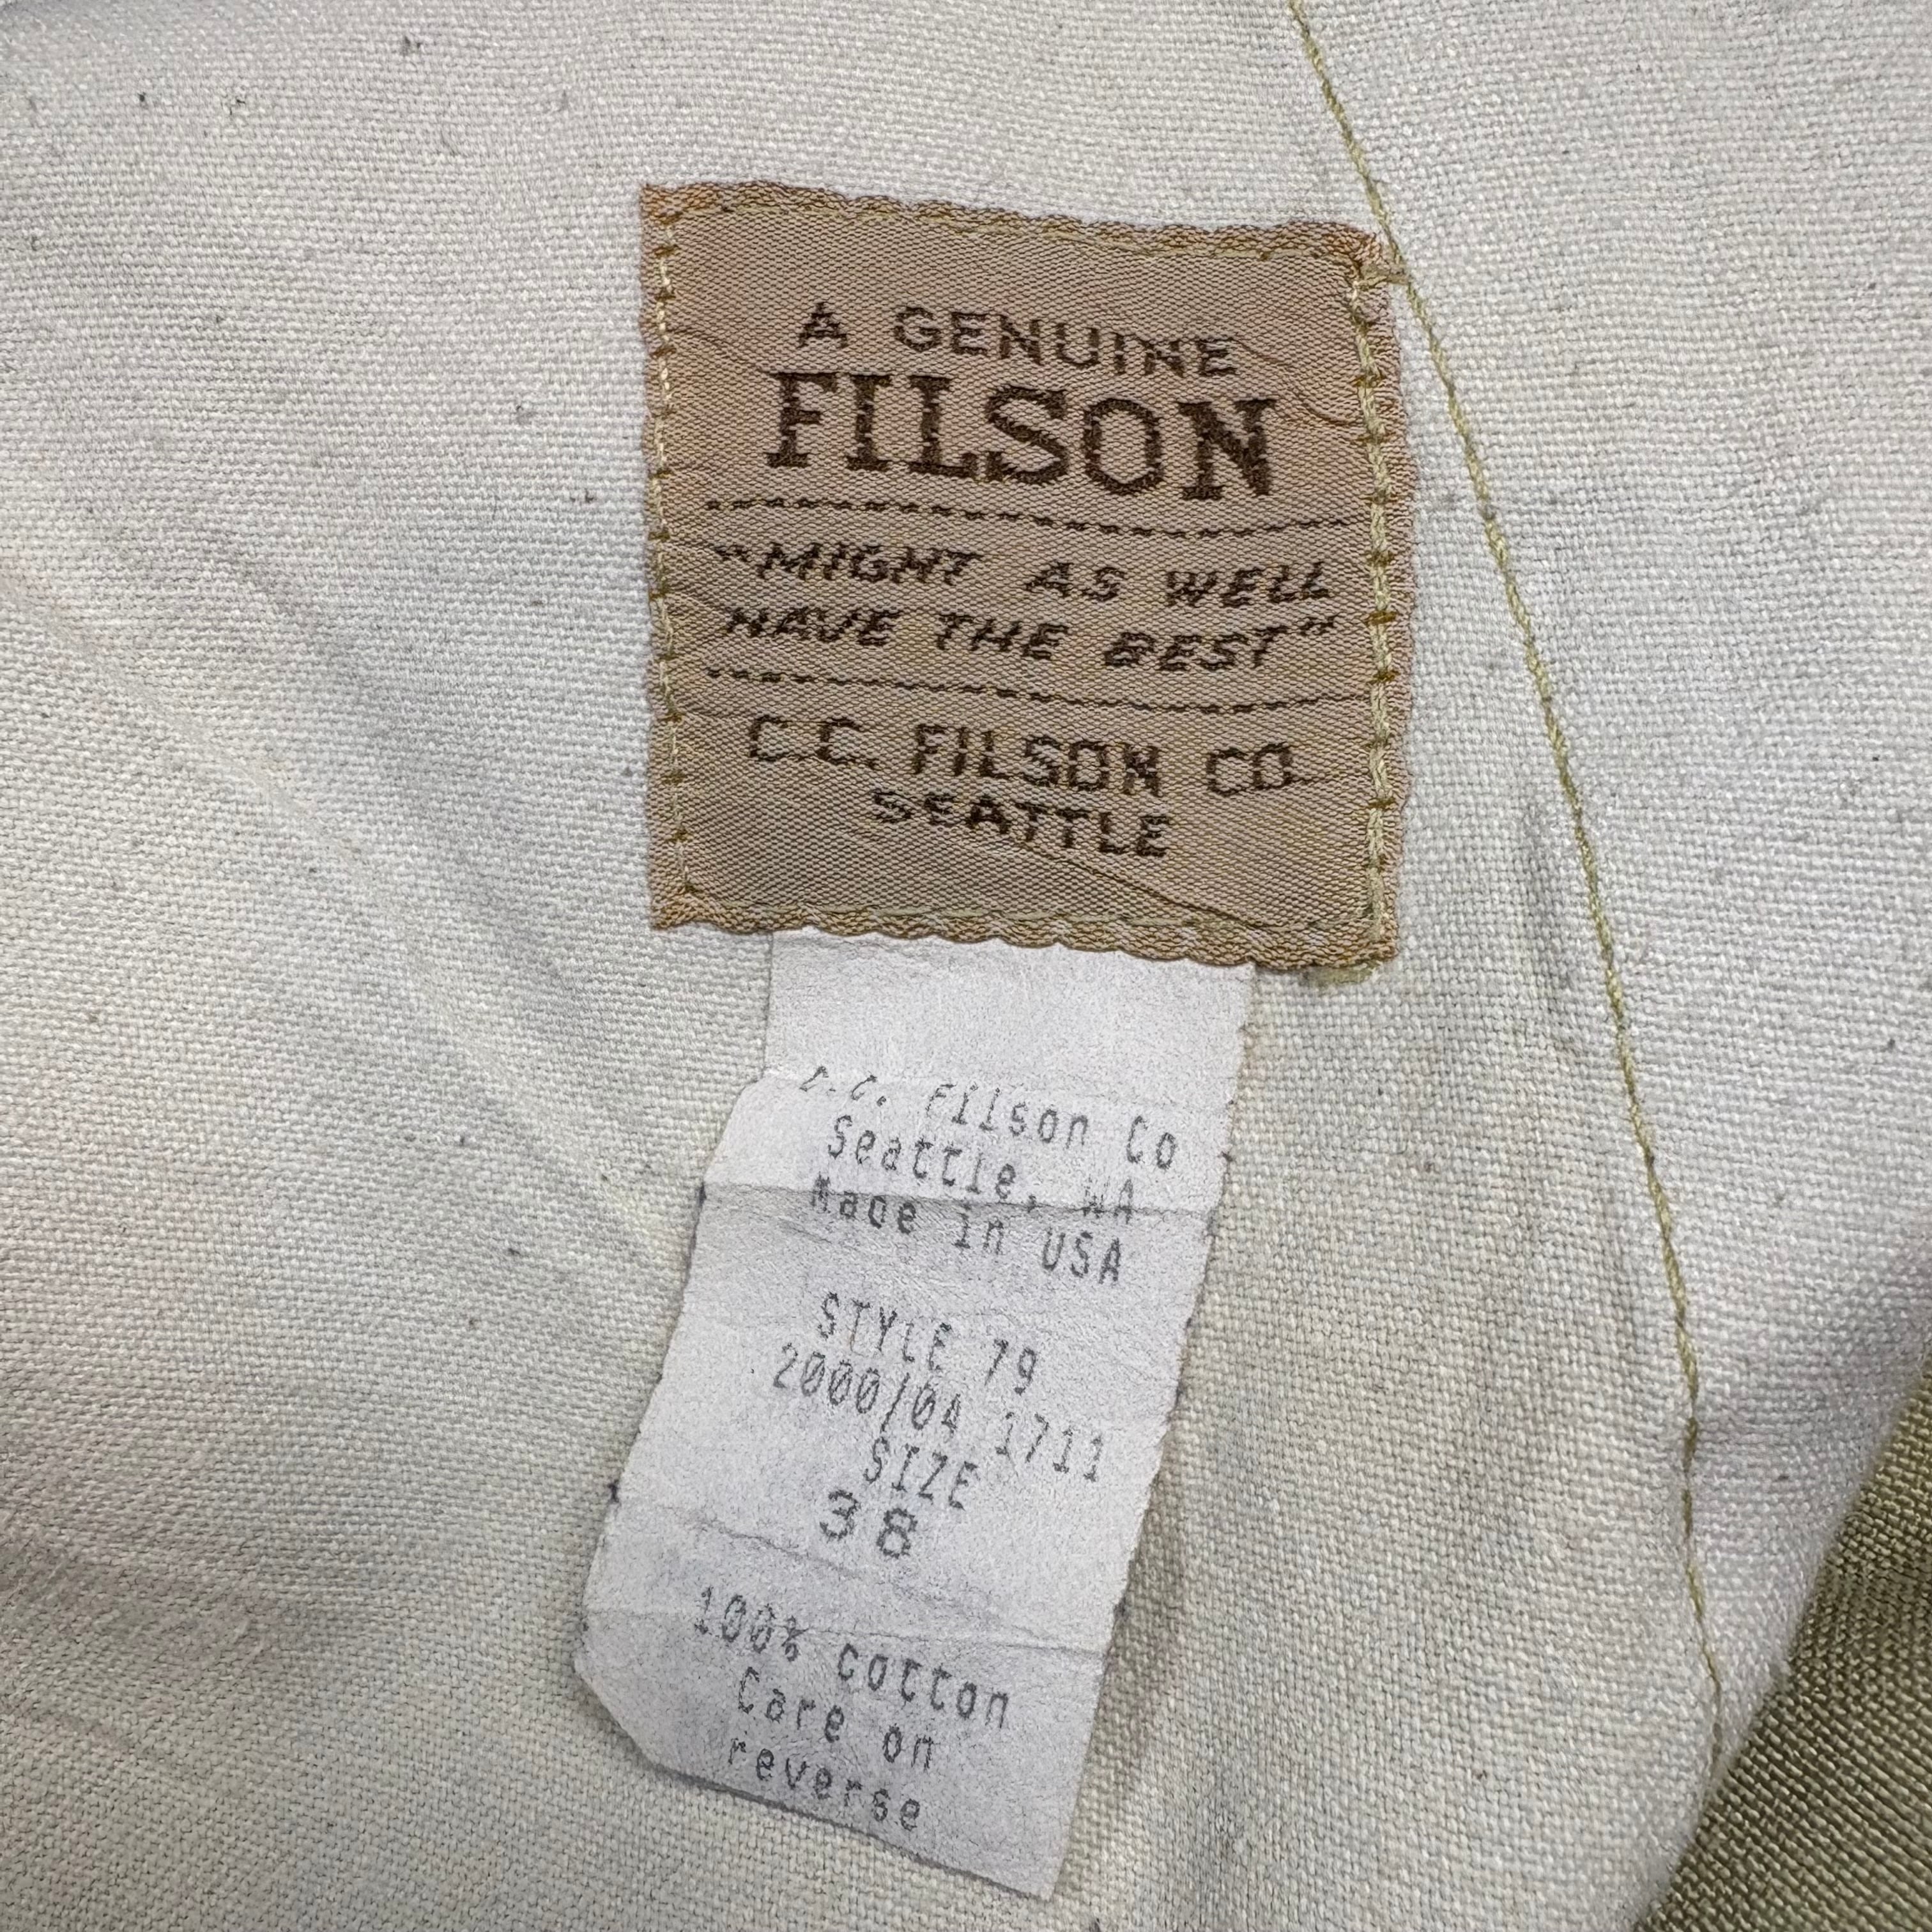 A GENUINE
FILSON
"MIGHT AS WELL
HAVE THE BEST"
C.C. FILSON CO.
SEATTLE
C.C. Filson Co
Seattle, WA
Made in USA
STYLE 79
2000/04 1711
SIZE
38
100% cotton
Care on
reverse